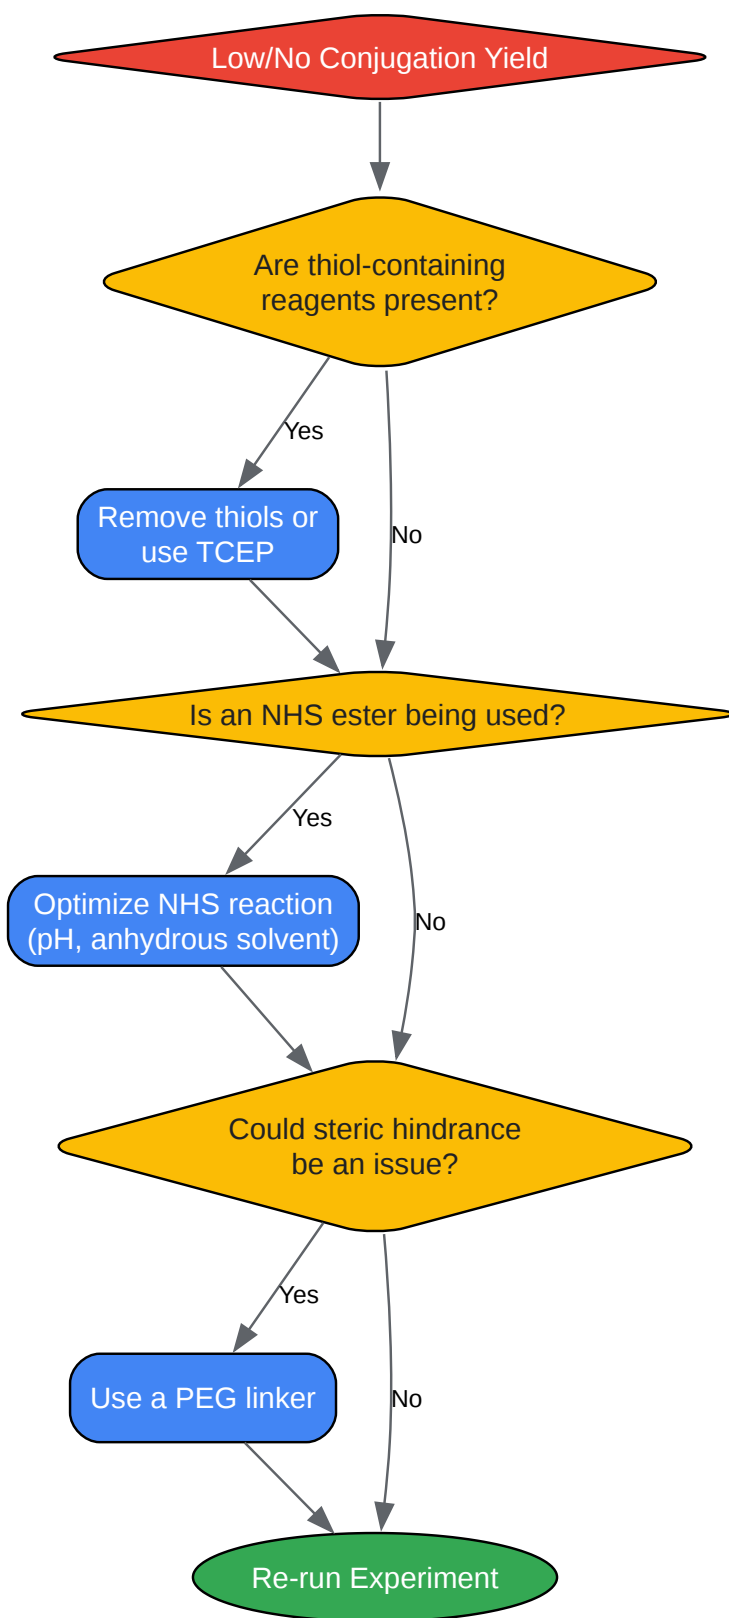 Low/No Conjugation Yield
Are thiol-containing
reagents present?
Yes
No
Remove thiols or
use TCEP
Is an NHS ester being used?
Yes
No
Optimize NHS reaction
(pH, anhydrous solvent)
Could steric hindrance
be an issue?
Yes
No
Use a PEG linker
Re-run Experiment